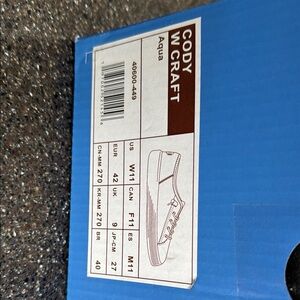 CODY
W CRAFT
Aqua
40600-449
US W11 CAN F11 ES M11
EUR 42 UK 9 JP-CM 27
CN-MM 270 KR-MM 270 BR 40